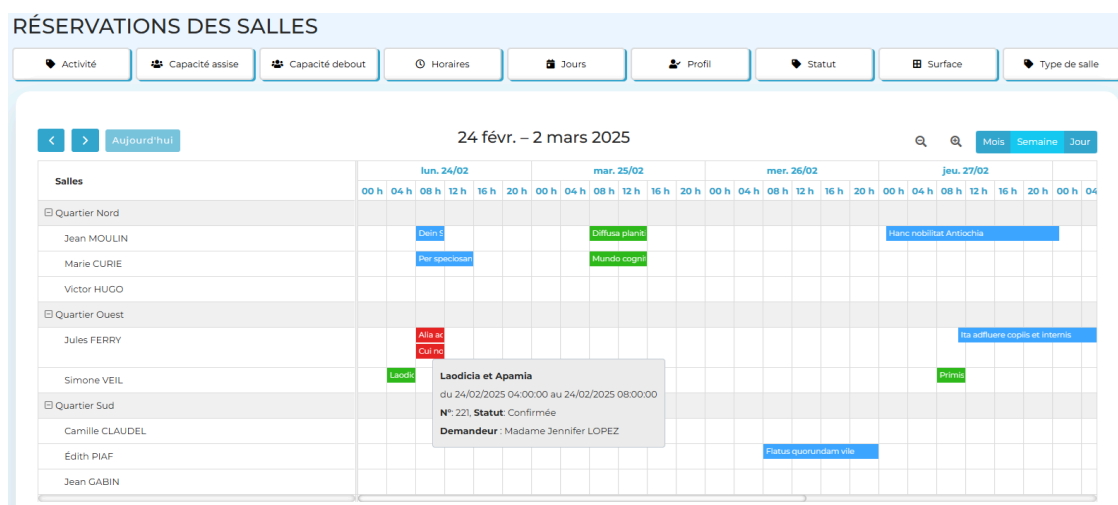 RÉSERVATIONS DES SALLES
Activité Capacité assise Capacité debout Horaires Jours Profil Statut Surface Type de salle
Aujourd'hui 24 févr. – 2 mars 2025 Mois Semaine Jour
Salles lun. 24/02 mar. 25/02 mer. 26/02 jeu. 27/02
00 h 04 h 08 h 12 h 16 h 20 h 00 h 04 h 08 h 12 h 16 h 20 h 00 h 04 h 08 h 12 h 16 h 20 h 00 h 04 h 08 h 12 h 16 h 20 h 00 h 04
Quartier Nord
Jean MOULIN Dein S Diffusa planit Hanc nobilitat Antiochia
Marie CURIE Per speciosan Mundo cogni
Victor HUGO
Quartier Ouest
Jules FERRY Alia ac Ita adfluere copiis et internis
Cui no
Simone VEIL Laodic Primis
Laodicia et Apamia
du 24/02/2025 04:00:00 au 24/02/2025 08:00:00
N°: 221, Statut: Confirmée
Demandeur : Madame Jennifer LOPEZ
Quartier Sud
Camille CLAUDEL
Édith PIAF Flatus quorundam vile
Jean GABIN